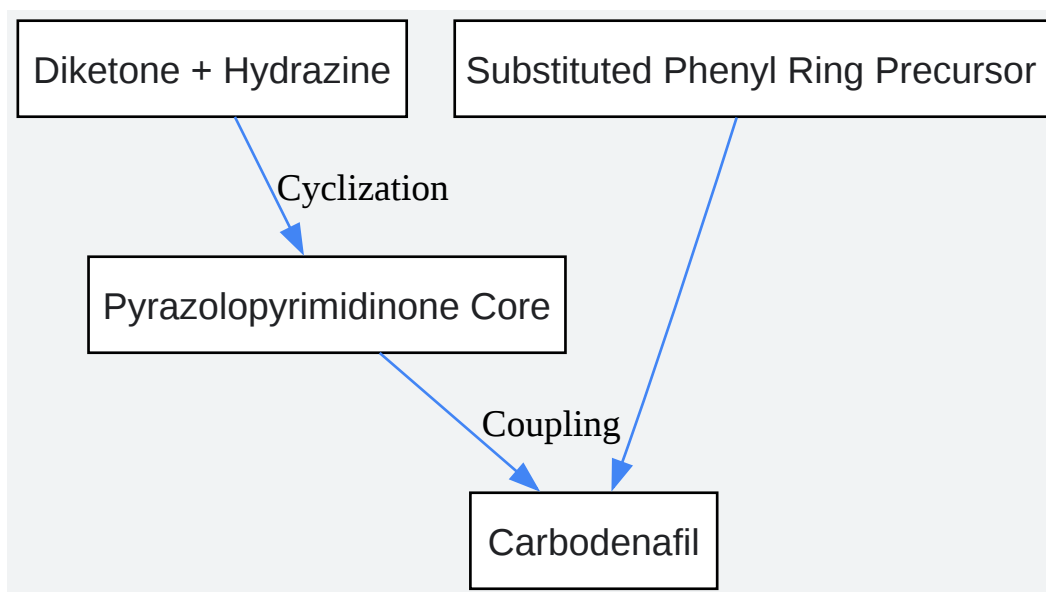 Diketone + Hydrazine
Substituted Phenyl Ring Precursor
Cyclization
Pyrazolopyrimidinone Core
Coupling
Carbodenafil